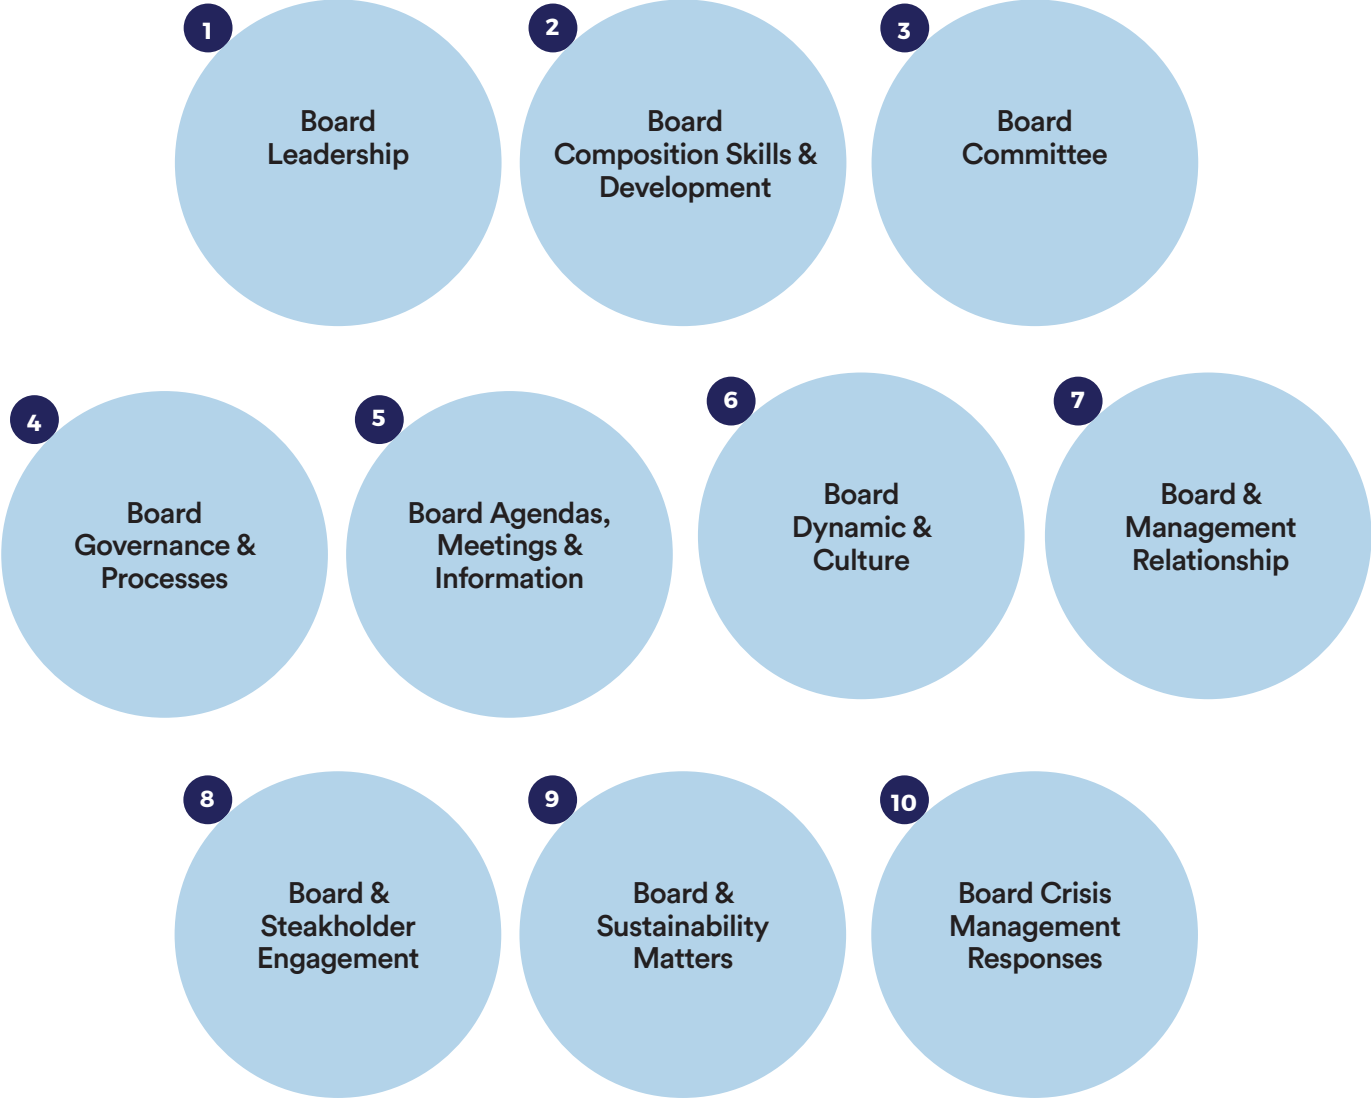 1
Board
Leadership
2
Board
Composition Skills &
Development
3
Board
Committee
4
Board
Governance &
Processes
5
Board Agendas,
Meetings &
Information
6
Board
Dynamic &
Culture
7
Board &
Management
Relationship
8
Board &
Steakholder
Engagement
9
Board &
Sustainability
Matters
10
Board Crisis
Management
Responses